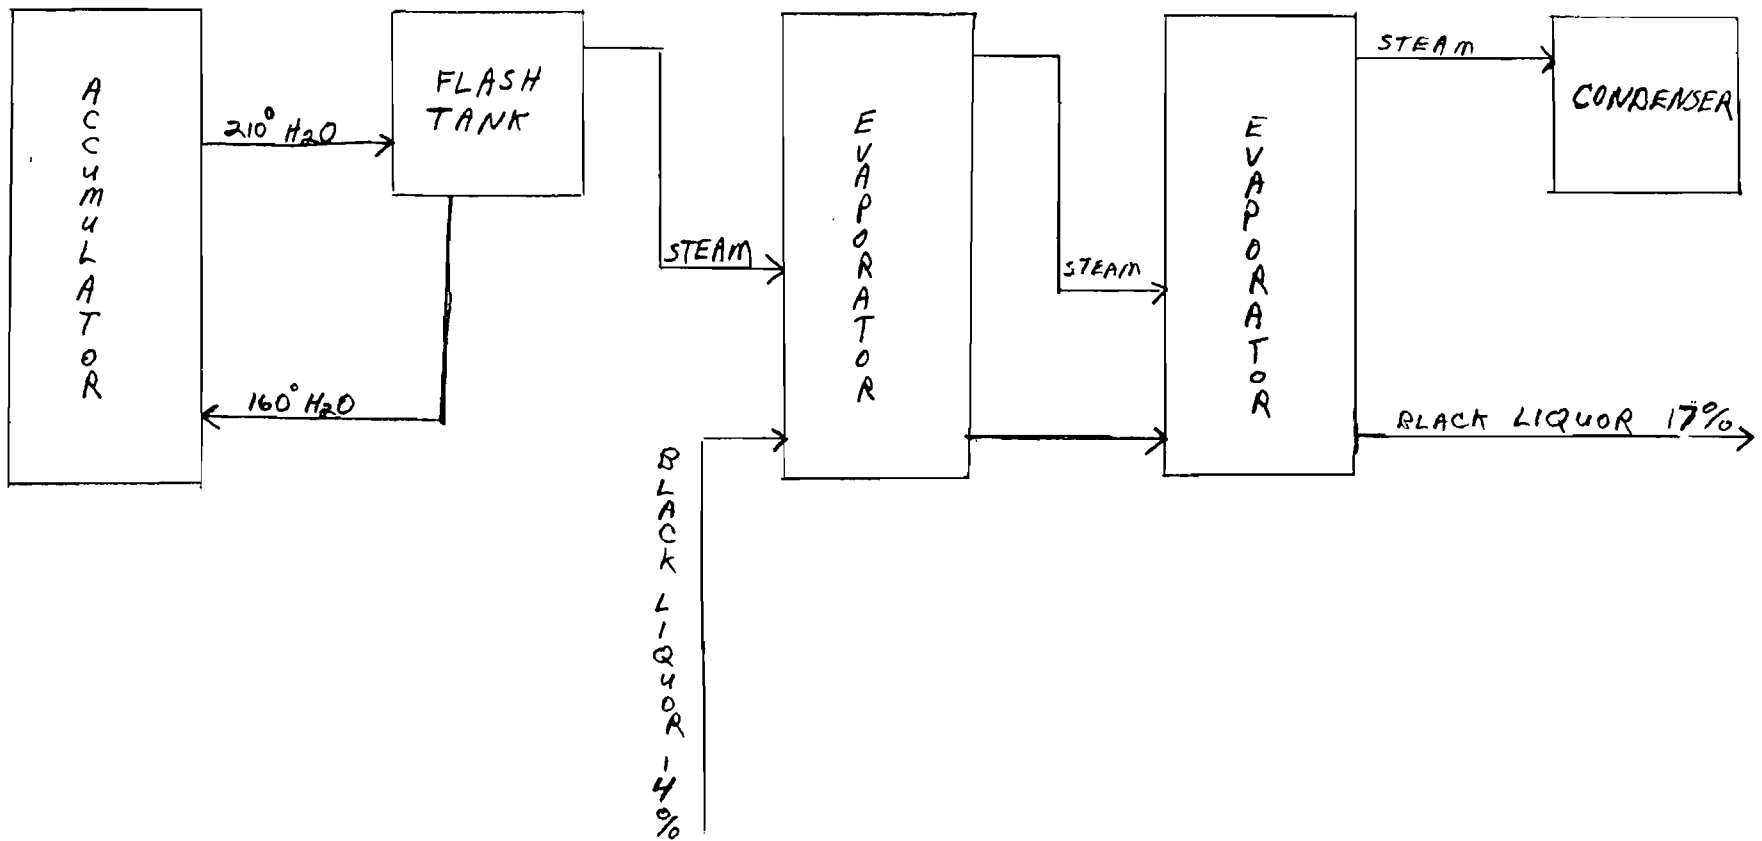 ACCUMULATOR
210° H2O
160° H2O
FLASH
TANK
STEAM
BLACK LIQUOR 14%
EVAPORATOR
STEAM
EVAPORATOR
STEAM
CONDENSER
BLACK LIQUOR 17%